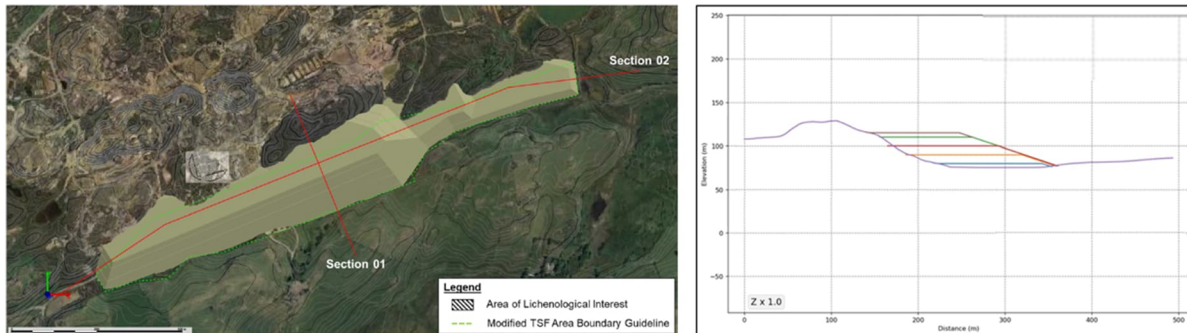 Section 02
Section 01
Legend
Area of Lichenological Interest
Modified TSF Area Boundary Guideline
250
200
150
100
50
0
−50
Elevation (m)
Z x 1.0
0
100
200
300
400
500
Distance (m)